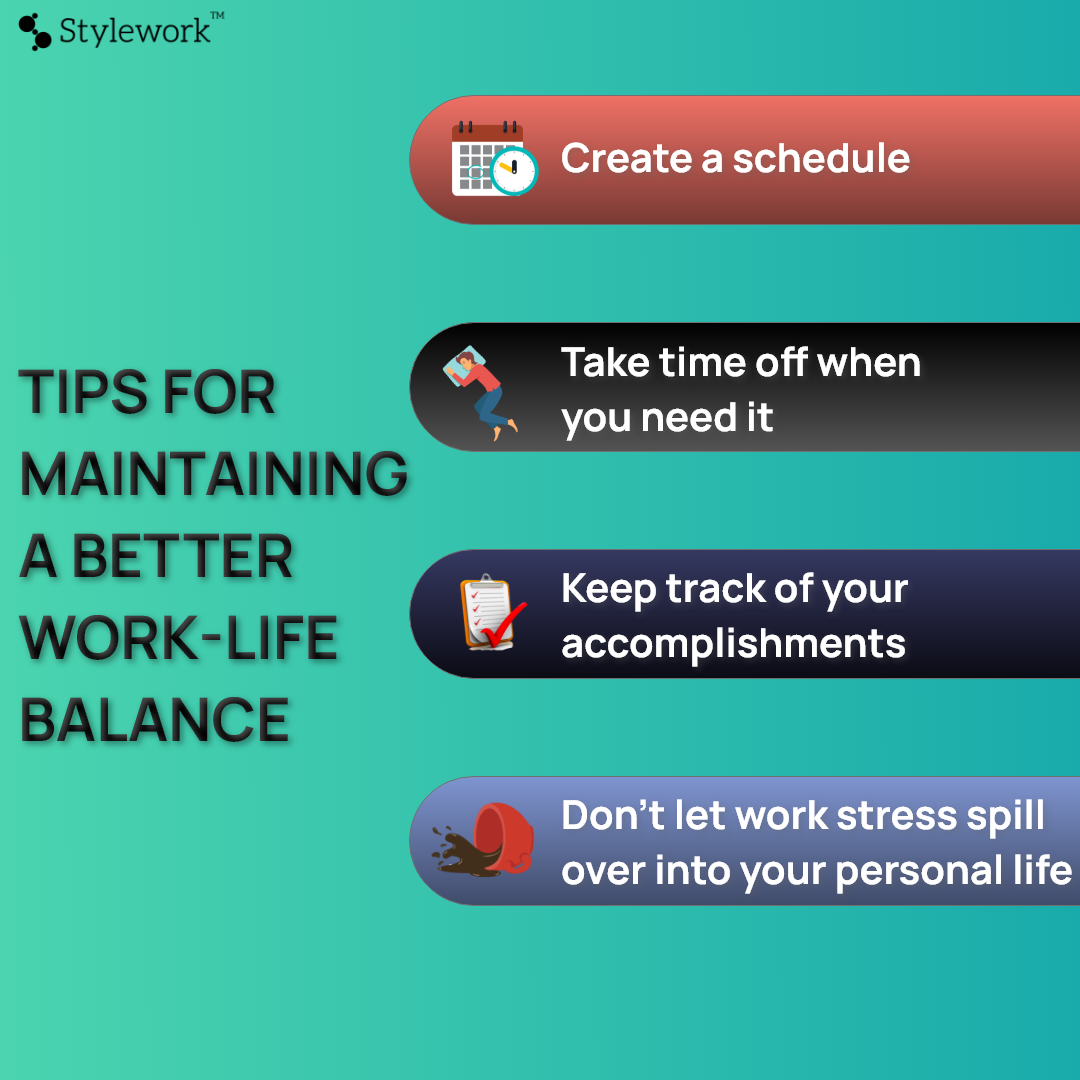 Stylework™
TIPS FOR
MAINTAINING
A BETTER
WORK-LIFE
BALANCE
Create a schedule
Take time off when
you need it
Keep track of your
accomplishments
Don't let work stress spill
over into your personal life